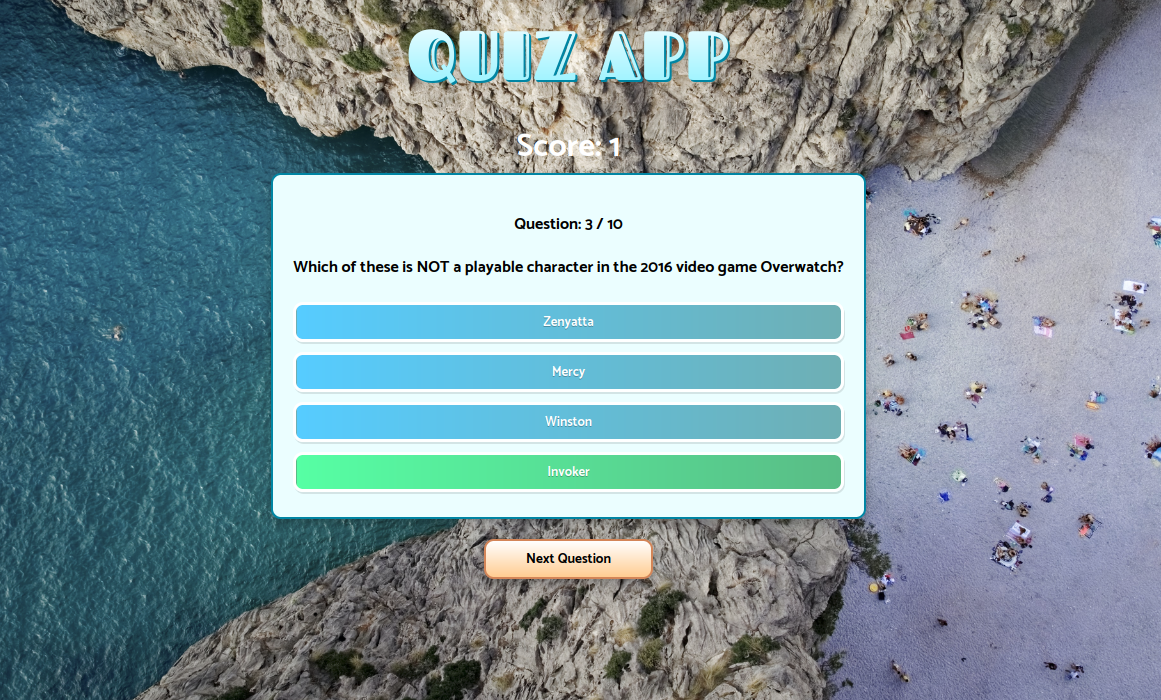 QUIZ APP
Score: 1
Question: 3 / 10
Which of these is NOT a playable character in the 2016 video game Overwatch?
Zenyatta
Mercy
Winston
Invoker
Next Question